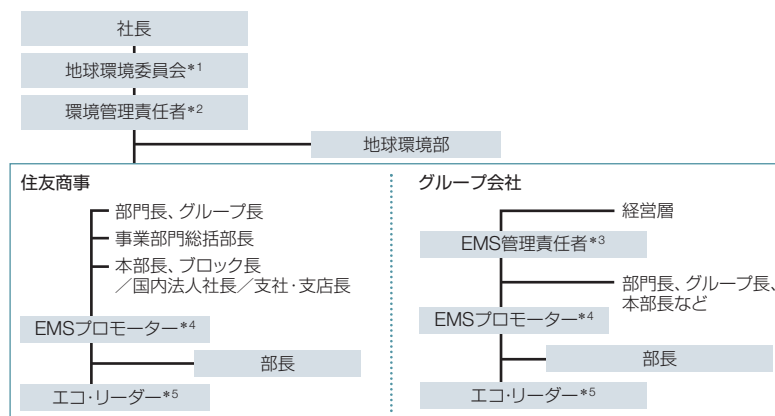 社長
地球環境委員会*1
環境管理責任者*2
地球環境部
住友商事
部門長、グループ長
事業部門総括部長
本部長、ブロック長
／国内法人社長／支社・支店長
EMSプロモーター*4
部長
エコ・リーダー*5
グループ会社
経営層
EMS管理責任者*3
部門長、グループ長、
本部長など
EMSプロモーター*4
部長
エコ・リーダー*5